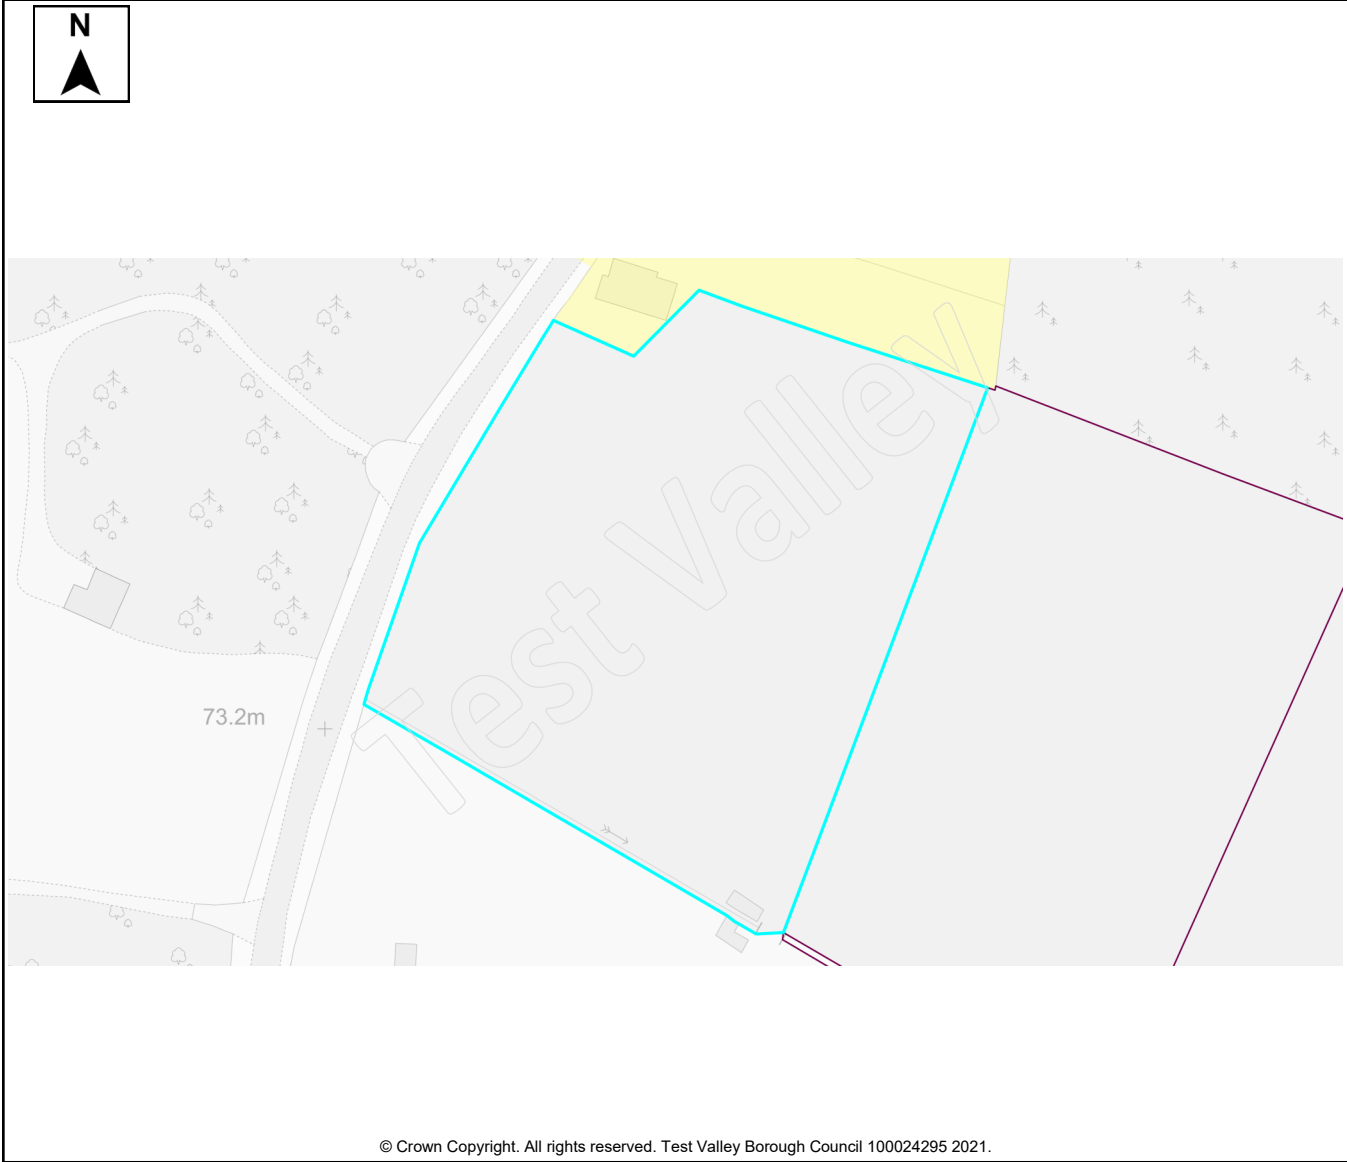 N
Test Valley
73.2m
© Crown Copyright. All rights reserved. Test Valley Borough Council 100024295 2021.